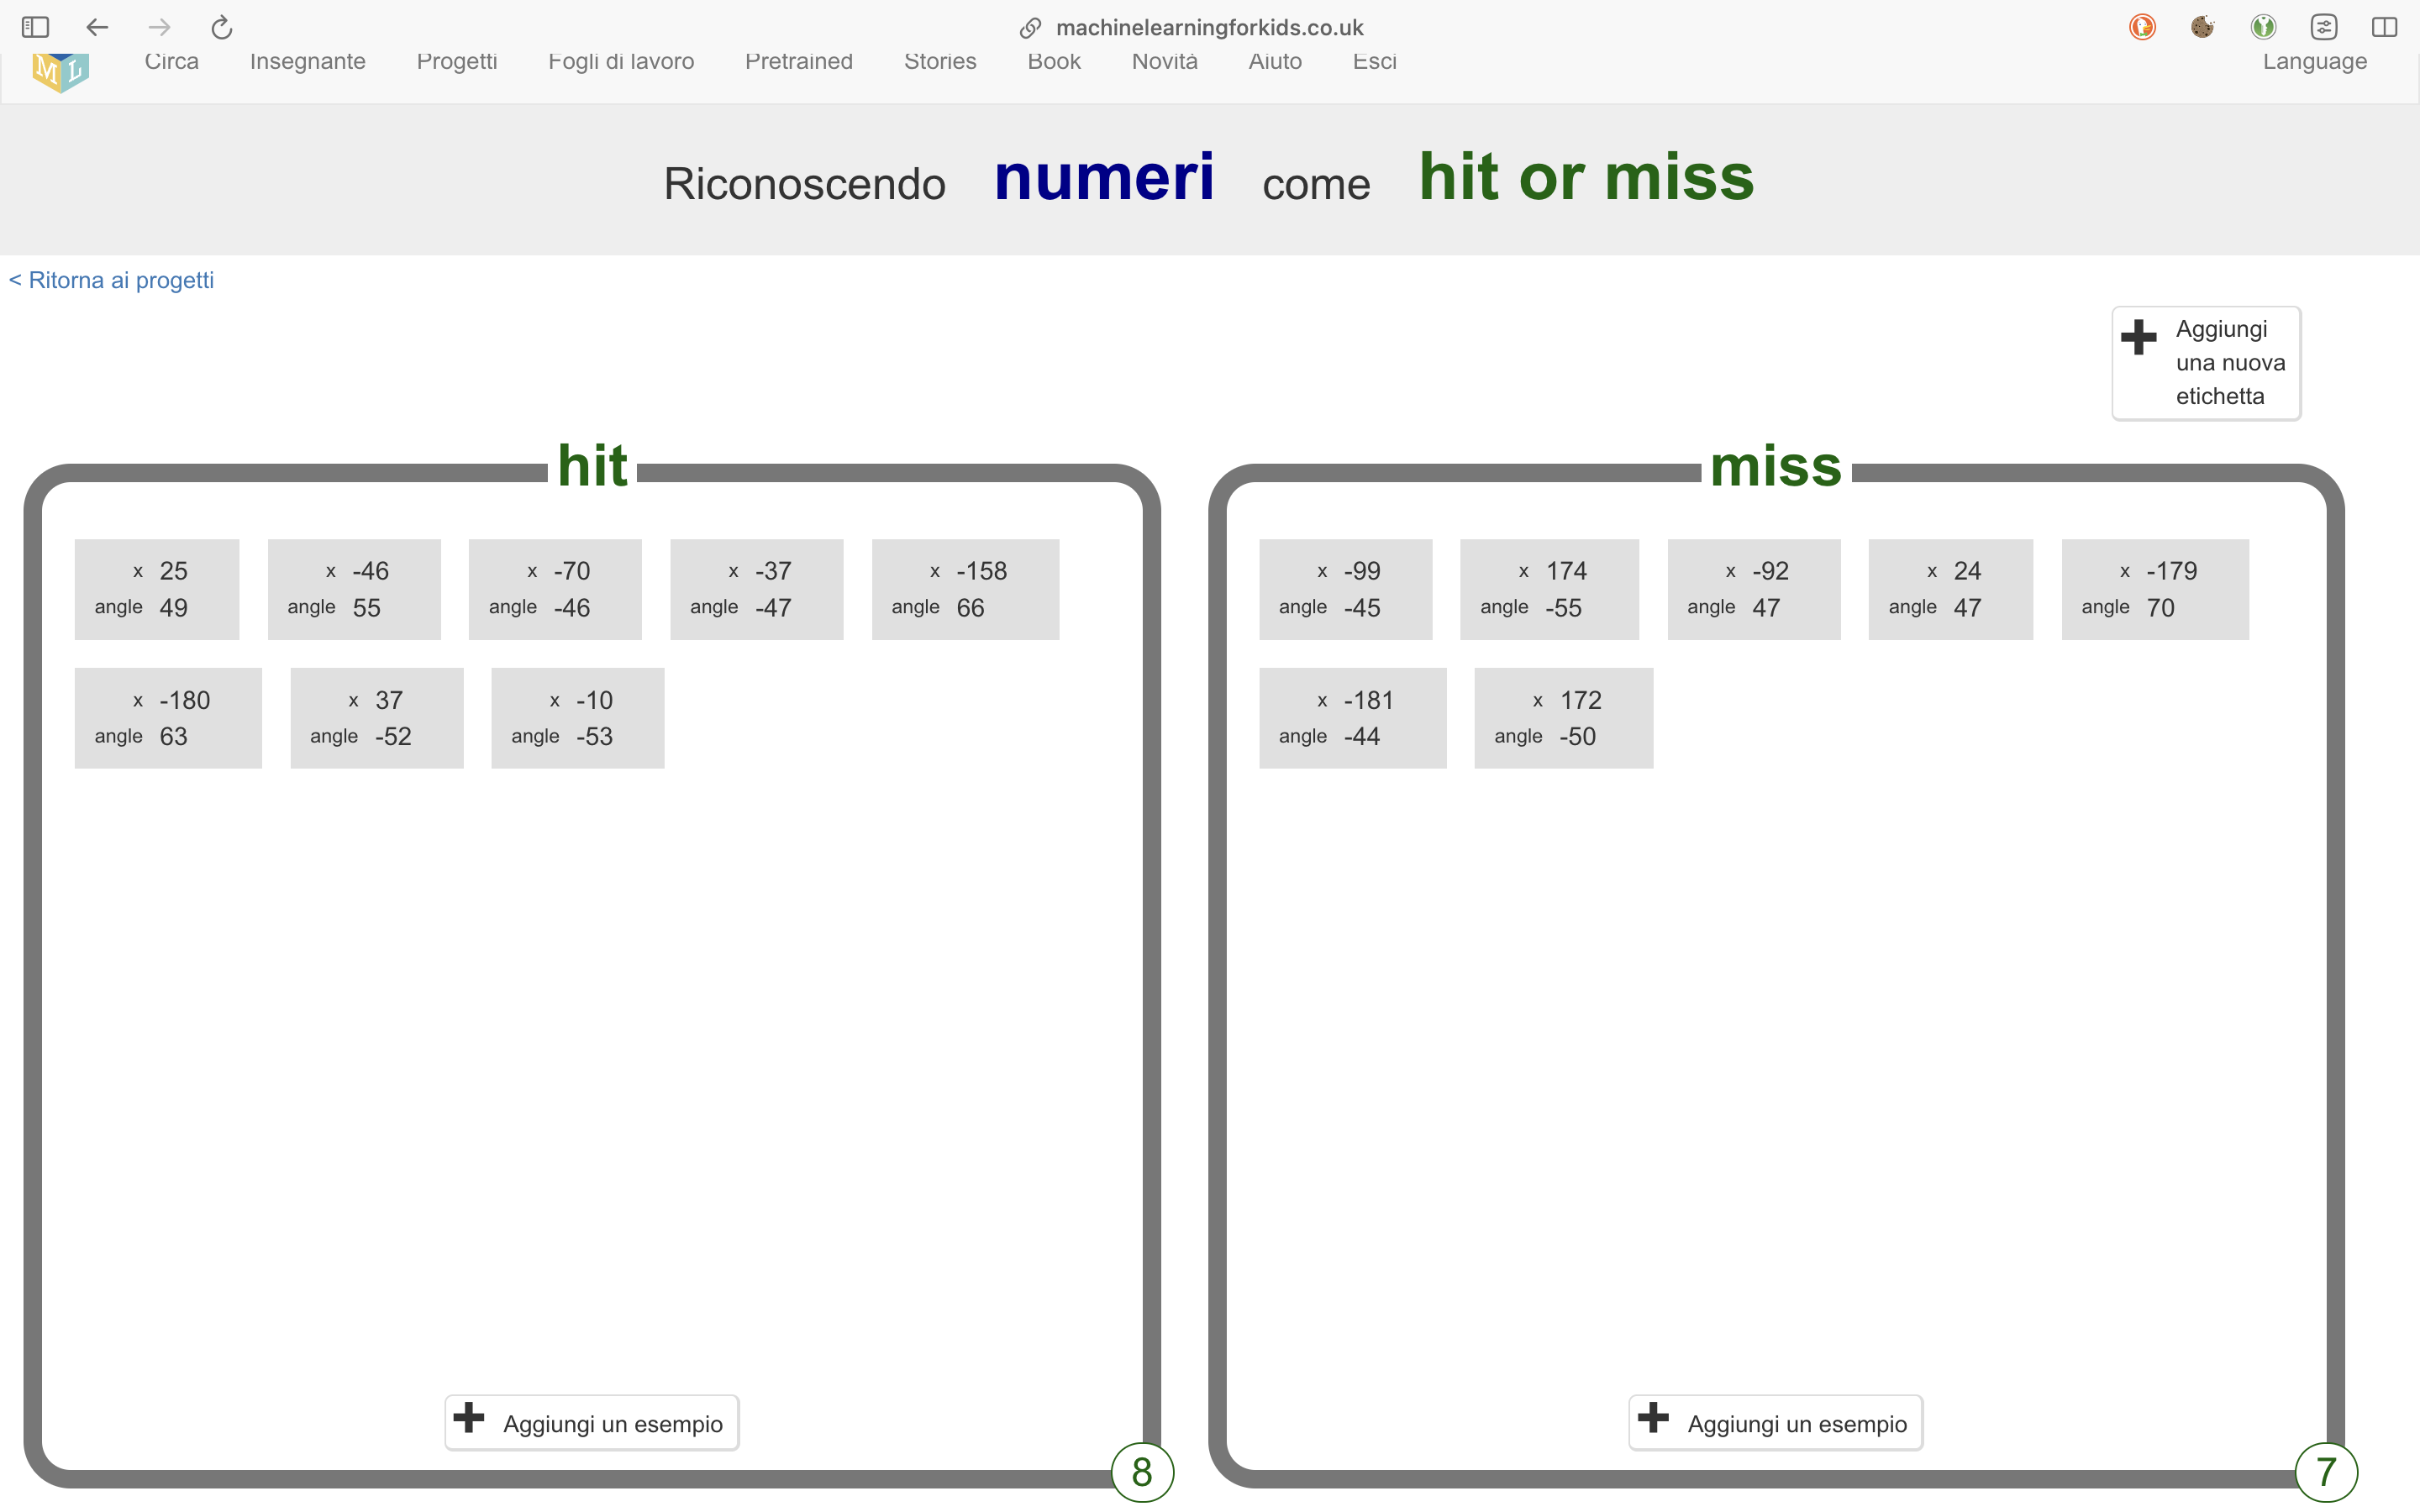 machinelearningforkids.co.uk
ML Circa Insegnante Progetti Fogli di lavoro Pretrained Stories Book Novità Aiuto Esci Language
Riconoscendo numeri come hit or miss
< Ritorna ai progetti
Aggiungi
una nuova
etichetta
hit
x 25
angle 49
x -46
angle 55
x -70
angle -46
x -37
angle -47
x -158
angle 66
x -180
angle 63
x 37
angle -52
x -10
angle -53
Aggiungi un esempio
8
miss
x -99
angle -45
x 174
angle -55
x -92
angle 47
x 24
angle 47
x -179
angle 70
x -181
angle -44
x 172
angle -50
Aggiungi un esempio
7